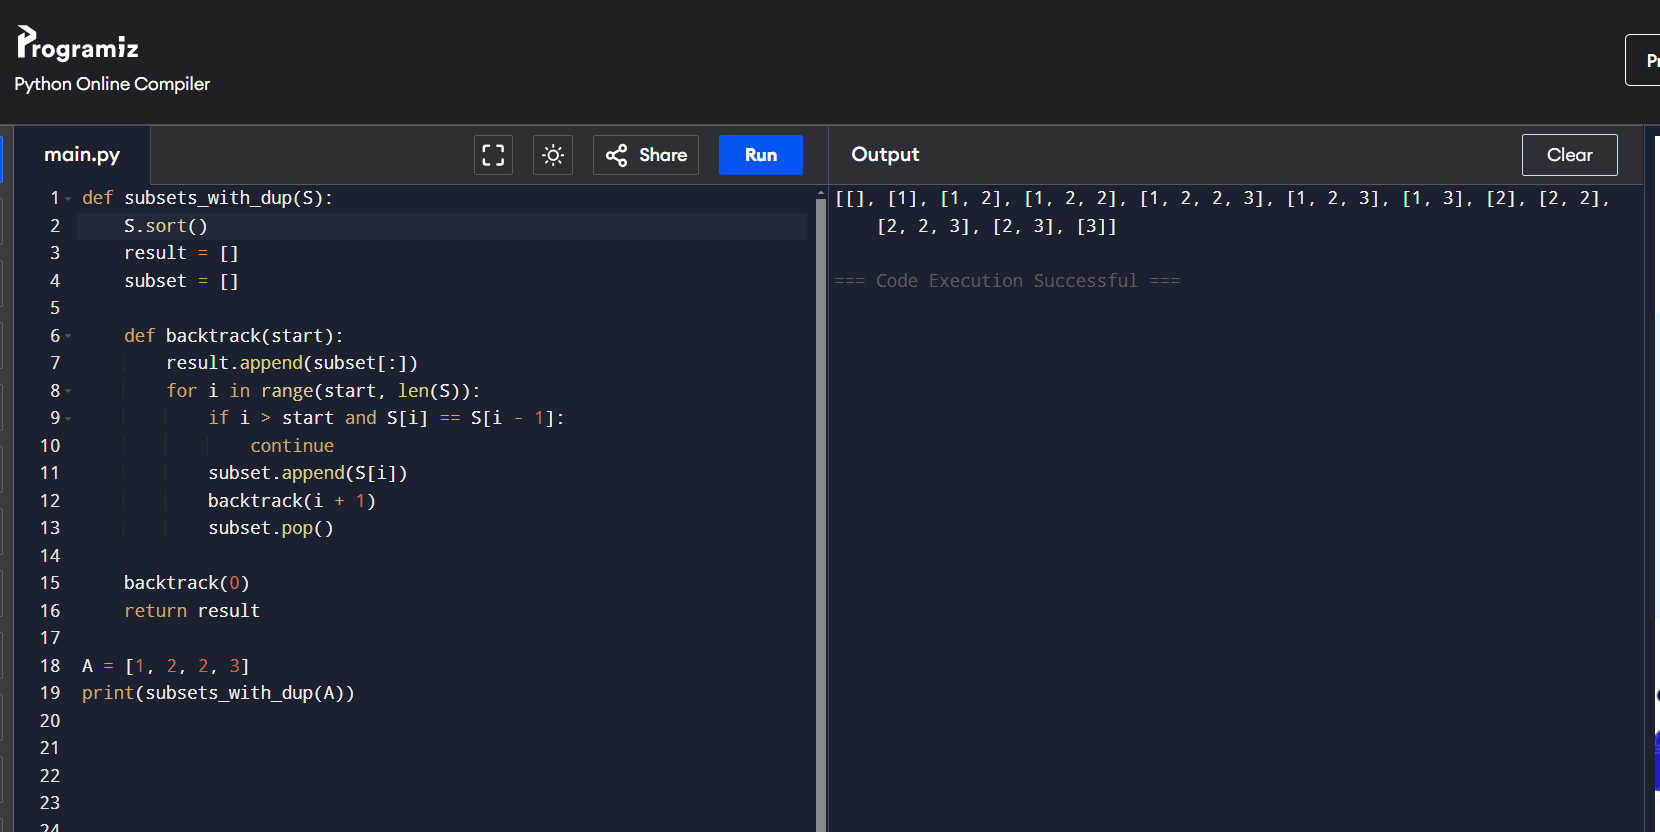 Programiz
Python Online Compiler
Pr
main.py
Share
Run
Output
Clear
1 def subsets_with_dup(S):
2     S.sort()
3     result = []
4     subset = []
5
6     def backtrack(start):
7         result.append(subset[:])
8         for i in range(start, len(S)):
9             if i > start and S[i] == S[i - 1]:
10                 continue
11             subset.append(S[i])
12             backtrack(i + 1)
13             subset.pop()
14
15     backtrack(0)
16     return result
17
18 A = [1, 2, 2, 3]
19 print(subsets_with_dup(A))
20
21
22
23
24
[[], [1], [1, 2], [1, 2, 2], [1, 2, 2, 3], [1, 2, 3], [1, 3], [2], [2, 2],
    [2, 2, 3], [2, 3], [3]]
=== Code Execution Successful ===